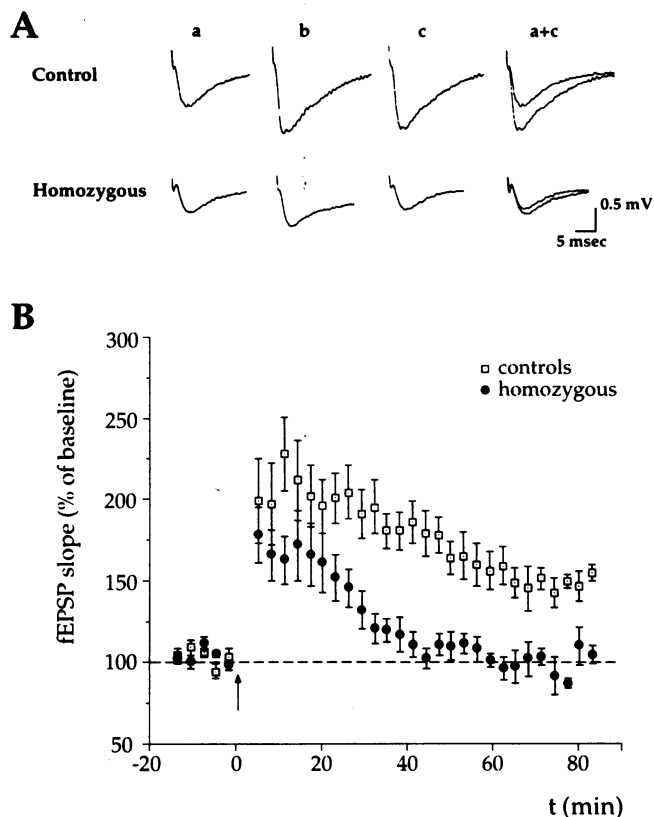 A
a b c a+c
Control
Homozygous
0.5 mV
5 msec
B
300
250
200
150
100
50
fEPSP slope (% of baseline)
controls
homozygous
-20 0 20 40 60 80
t (min)